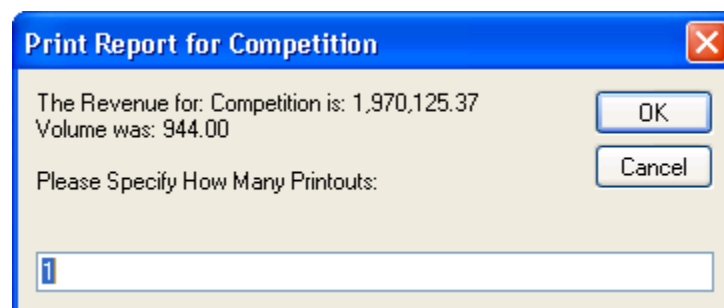 Print Report for Competition
The Revenue for: Competition is: 1,970,125.37
Volume was: 944.00
OK
Cancel
Please Specify How Many Printouts:
1